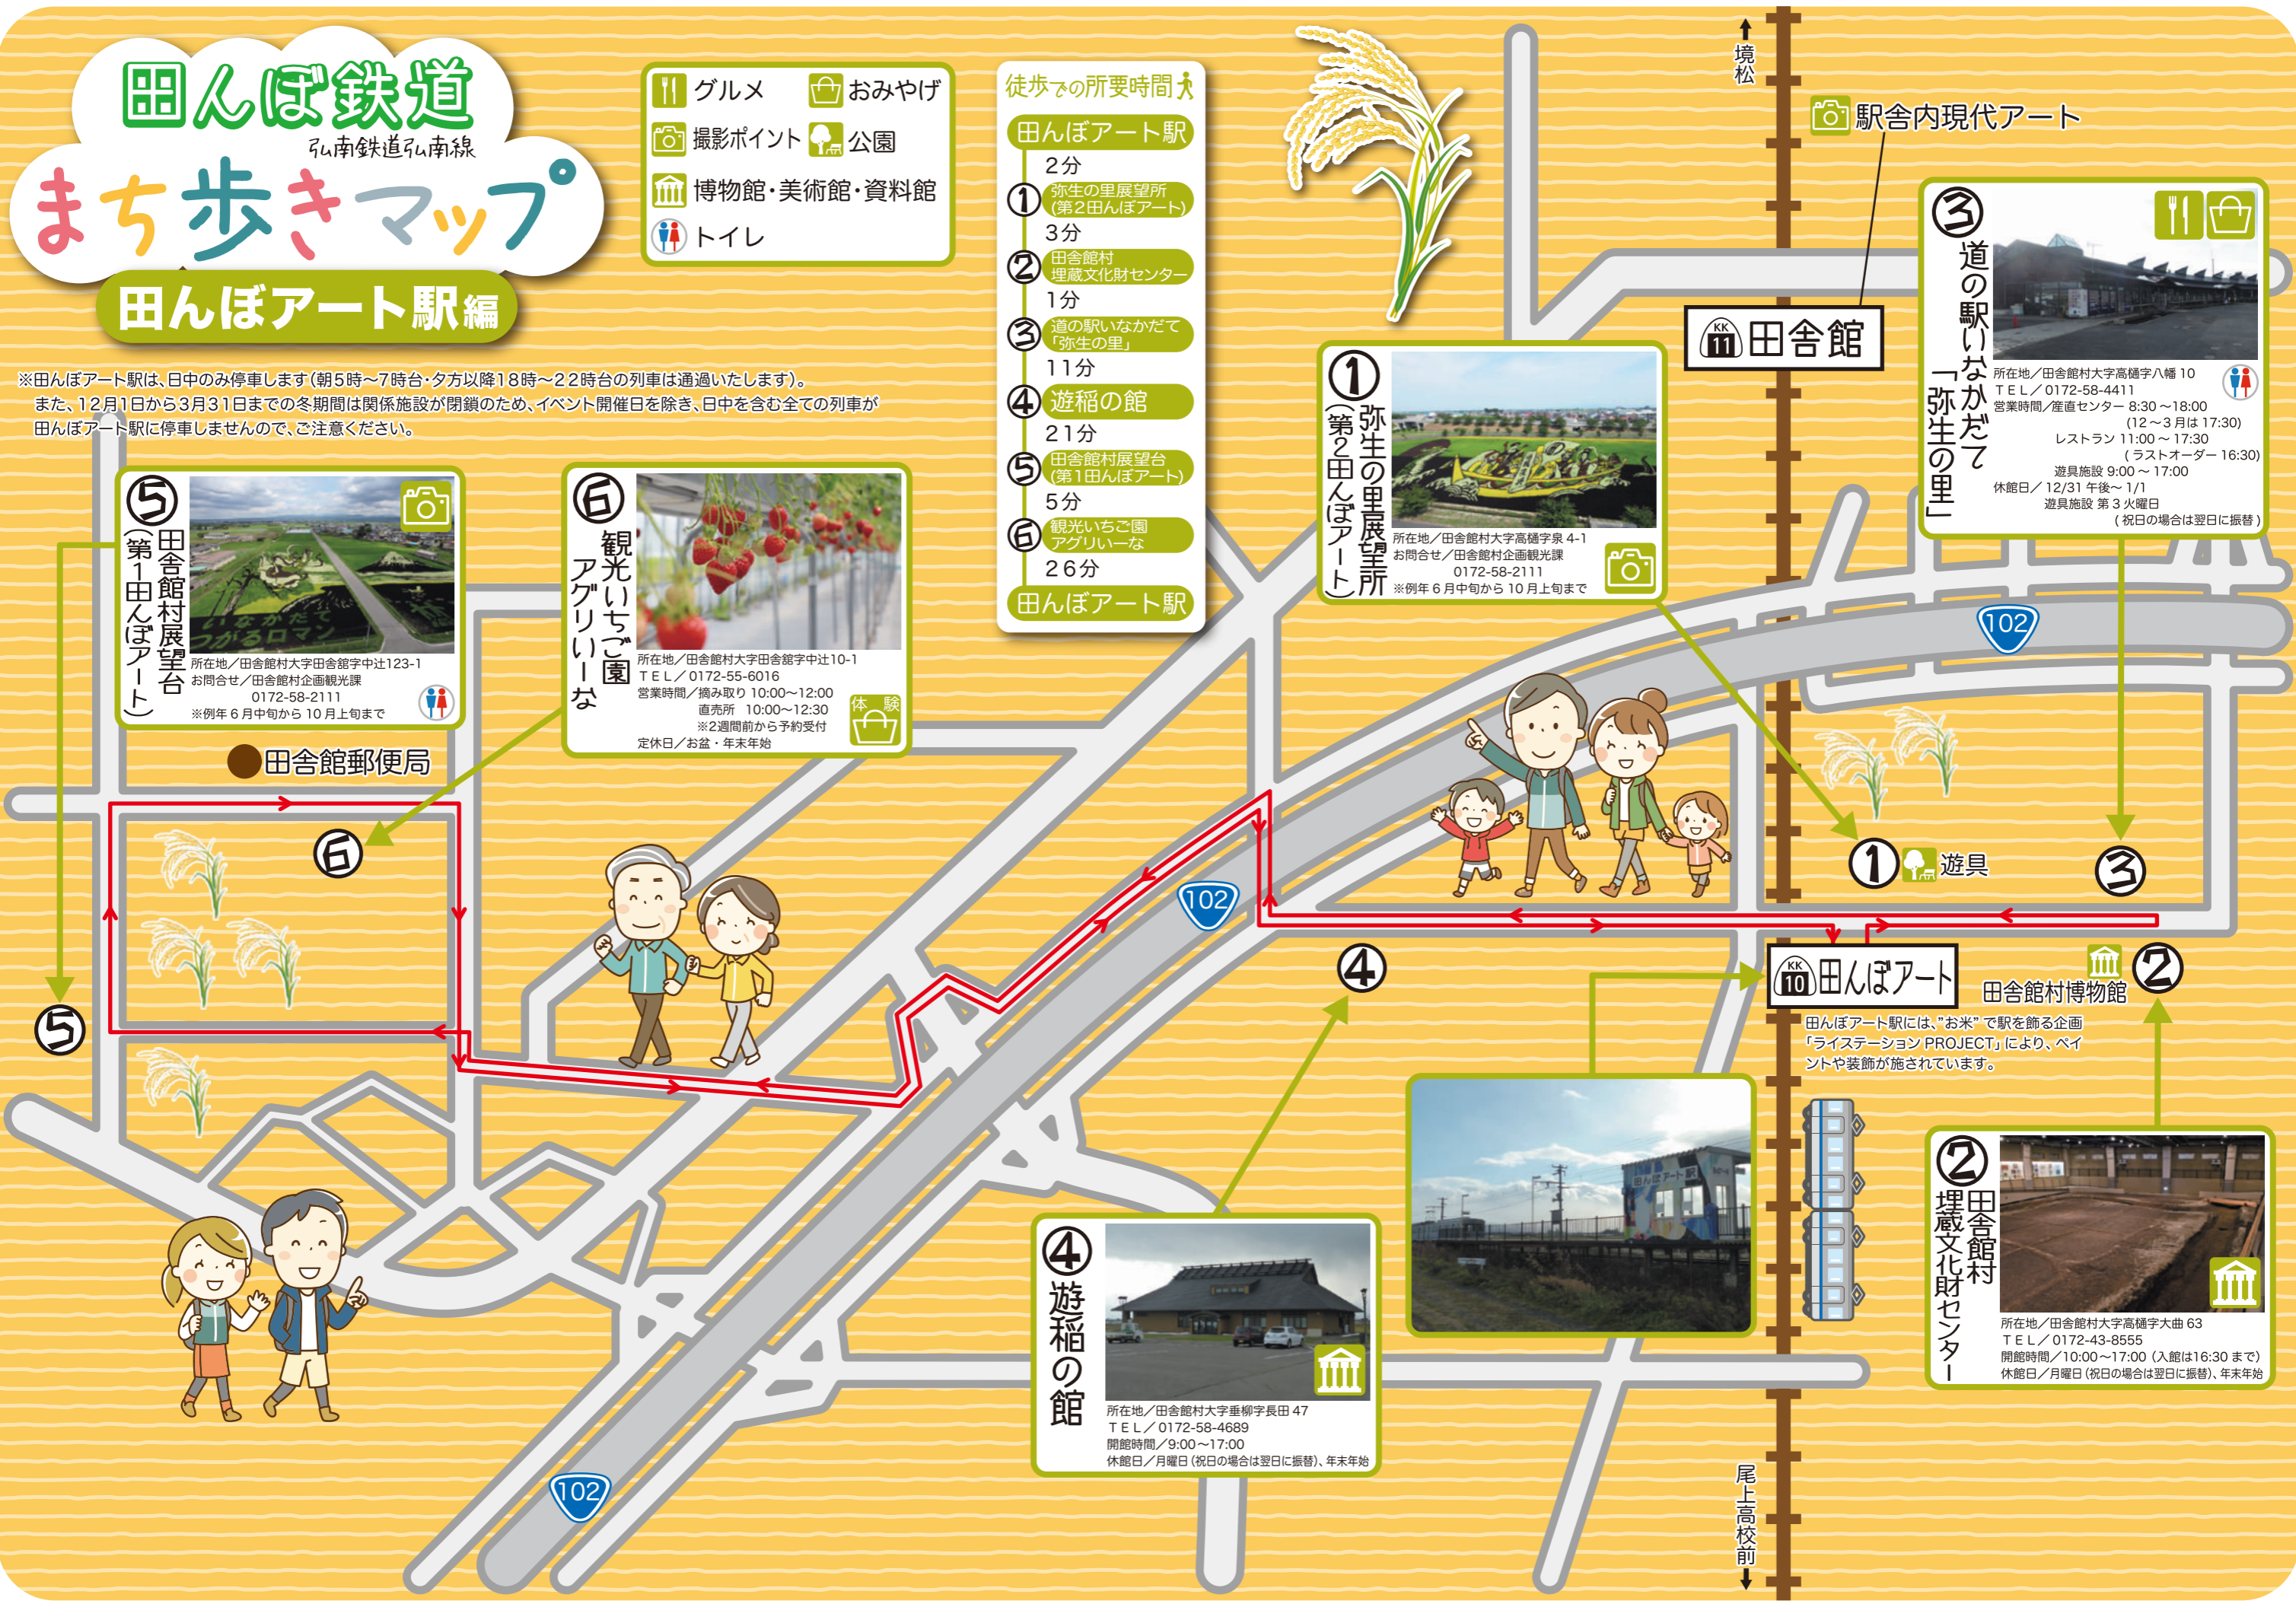 田んぼ鉄道
弘南鉄道弘南線
まち歩きマップ
田んぼアート駅編
※田んぼアート駅は、日中のみ停車します(朝5時〜7時台・夕方以降18時〜22時台の列車は通過いたします)。
また、12月1日から3月31日までの冬期間は関係施設が閉鎖のため、イベント開催日を除き、日中を含む全ての列車が
田んぼアート駅に停車しませんので、ご注意ください。
グルメ
おみやげ
撮影ポイント
公園
博物館・美術館・資料館
トイレ
徒歩での所要時間
田んぼアート駅
2分
① 弥生の里展望所
(第2田んぼアート)
3分
② 田舎館村
埋蔵文化財センター
1分
③ 道の駅いなかだて
「弥生の里」
11分
④ 遊稲の館
21分
⑤ 田舎館村展望台
(第1田んぼアート)
5分
⑥ 観光いちご園
アグリいーな
26分
田んぼアート駅
↑境松
駅舎内現代アート
KK
11
田舎館
③
道の駅いなかだて
「弥生の里」
所在地/田舎館村大字高樋字八幡10
TEL/0172-58-4411
営業時間/産直センター 8:30〜18:00
(12〜3月は17:30)
レストラン 11:00〜17:30
(ラストオーダー 16:30)
遊具施設 9:00〜17:00
休館日/12/31 午後〜1/1
遊具施設 第3火曜日
(祝日の場合は翌日に振替)
①
弥生の里展望所
(第2田んぼアート)
所在地/田舎館村大字高樋字泉4-1
お問合せ/田舎館村企画観光課
0172-58-2111
※例年6月中旬から10月上旬まで
⑤
田舎館村展望台
(第1田んぼアート)
いなかだて
つがるロマン
所在地/田舎館村大字田舎舘字中辻123-1
お問合せ/田舎館村企画観光課
0172-58-2111
※例年6月中旬から10月上旬まで
⑥
観光いちご園
アグリいーな
所在地/田舎館村大字田舎舘字中辻10-1
TEL/0172-55-6016
営業時間/摘み取り 10:00〜12:00
直売所 10:00〜12:30
※2週間前から予約受付
定休日/お盆・年末年始
体験
田舎館郵便局
102
⑥
⑤
102
①
遊具
③
④
KK
10
田んぼアート
田舎館村博物館
②
田んぼアート駅には、”お米”で駅を飾る企画
「ライステーションPROJECT」により、ペイ
ントや装飾が施されています。
田んぼアート駅
②
田舎館村
埋蔵文化財センター
所在地/田舎館村大字高樋字大曲63
TEL/0172-43-8555
開館時間/10:00〜17:00(入館は16:30まで)
休館日/月曜日(祝日の場合は翌日に振替)、年末年始
④
遊稲の館
所在地/田舎館村大字垂柳字長田47
TEL/0172-58-4689
開館時間/9:00〜17:00
休館日/月曜日(祝日の場合は翌日に振替)、年末年始
102
尾上高校前↓